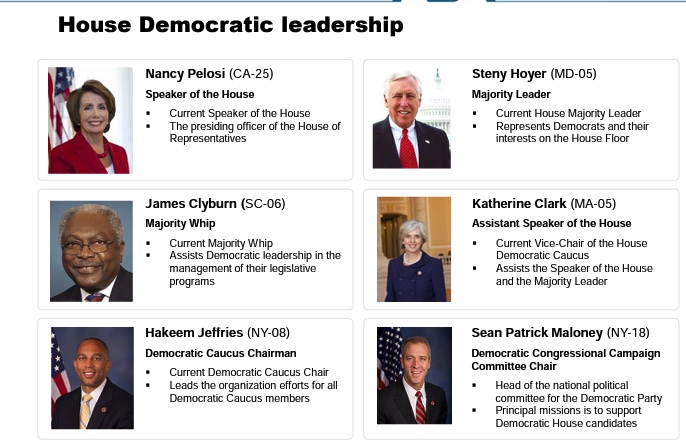 House Democratic leadership
Nancy Pelosi (CA-25)
Speaker of the House
▪ Current Speaker of the House
▪ The presiding officer of the House of
Representatives
Steny Hoyer (MD-05)
Majority Leader
▪ Current House Majority Leader
▪ Represents Democrats and their
interests on the House Floor
James Clyburn (SC-06)
Majority Whip
▪ Current Majority Whip
▪ Assists Democratic leadership in the
management of their legislative
programs
Katherine Clark (MA-05)
Assistant Speaker of the House
▪ Current Vice-Chair of the House
Democratic Caucus
▪ Assists the Speaker of the House
and the Majority Leader
Hakeem Jeffries (NY-08)
Democratic Caucus Chairman
▪ Current Democratic Caucus Chair
▪ Leads the organization efforts for all
Democratic Caucus members
Sean Patrick Maloney (NY-18)
Democratic Congressional Campaign
Committee Chair
▪ Head of the national political
committee for the Democratic Party
▪ Principal missions is to support
Democratic House candidates